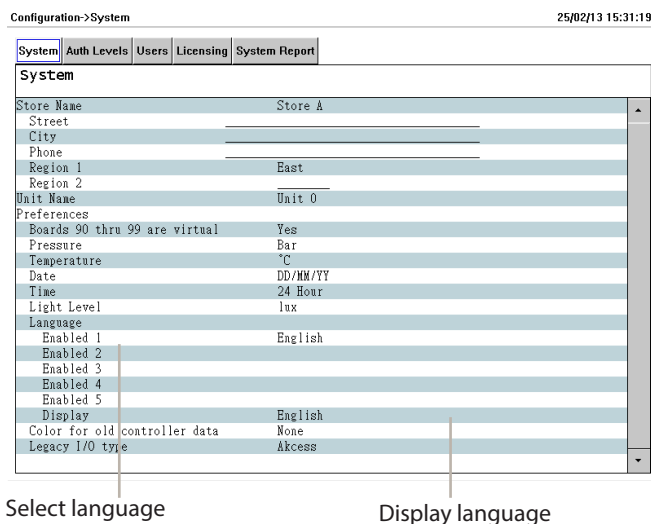 Configuration->System 25/02/13 15:31:19
System Auth Levels Users Licensing System Report
System
Store Name Store A
Street
City
Phone
Region 1 East
Region 2
Unit Name Unit 0
Preferences
Boards 90 thru 99 are virtual Yes
Pressure Bar
Temperature °C
Date DD/MM/YY
Time 24 Hour
Light Level lux
Language
Enabled 1 English
Enabled 2
Enabled 3
Enabled 4
Enabled 5
Display English
Color for old controller data None
Legacy I/O type Akcess
Select language Display language